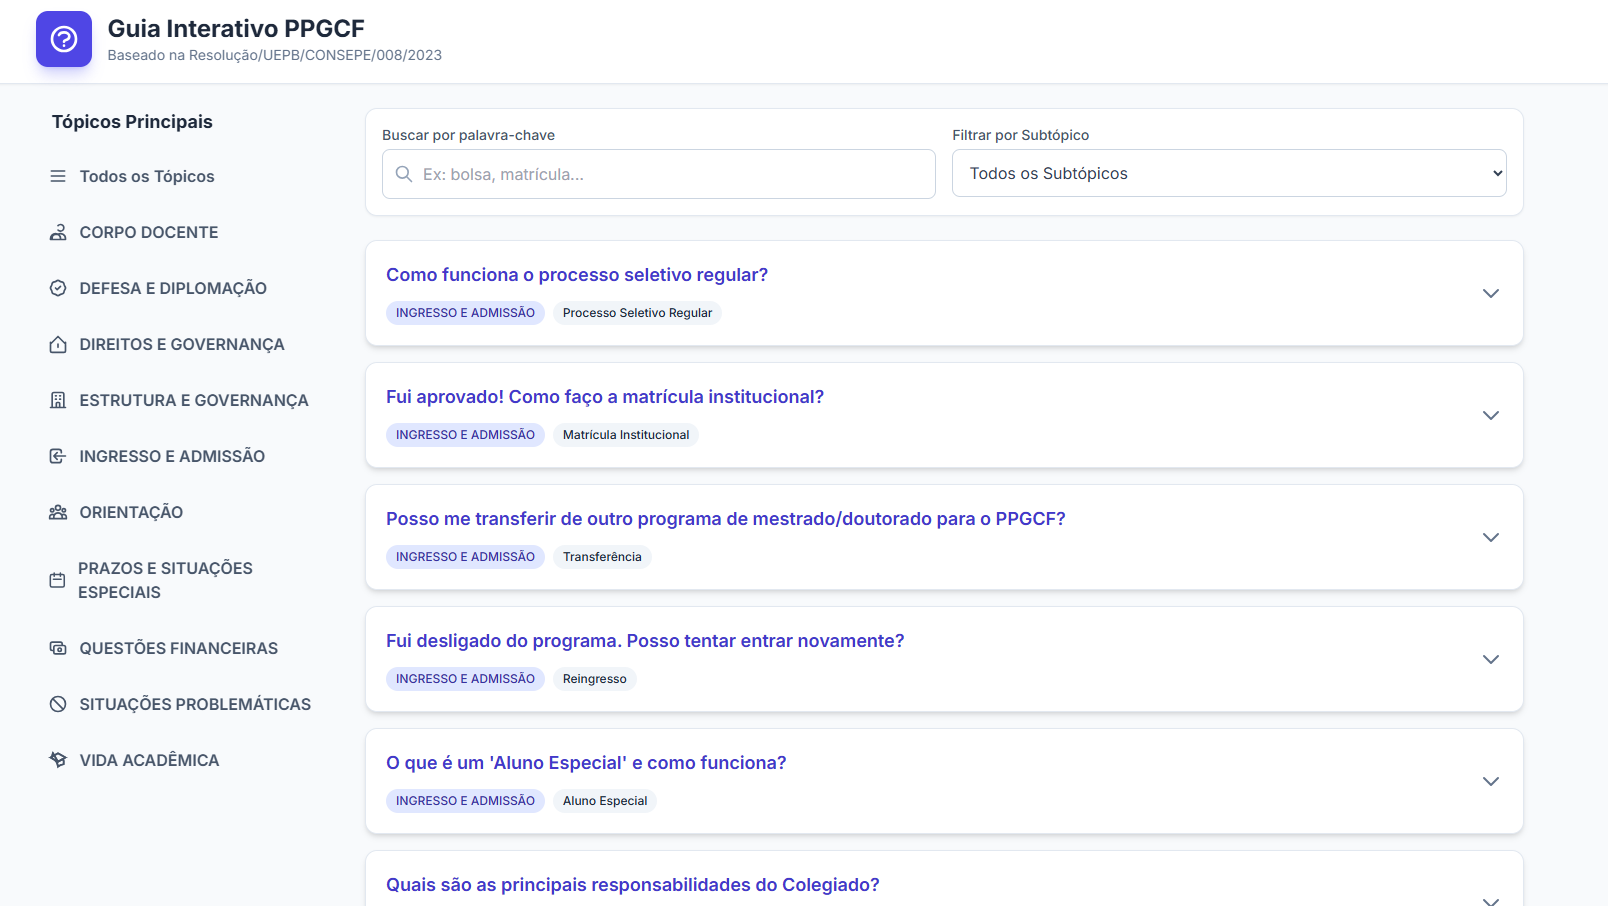 Guia Interativo PPGCF
Baseado na Resolução/UEPB/CONSEPE/008/2023
Tópicos Principais
Todos os Tópicos
CORPO DOCENTE
DEFESA E DIPLOMAÇÃO
DIREITOS E GOVERNANÇA
ESTRUTURA E GOVERNANÇA
INGRESSO E ADMISSÃO
ORIENTAÇÃO
PRAZOS E SITUAÇÕES
ESPECIAIS
QUESTÕES FINANCEIRAS
SITUAÇÕES PROBLEMÁTICAS
VIDA ACADÊMICA
Buscar por palavra-chave
Ex: bolsa, matrícula...
Filtrar por Subtópico
Todos os Subtópicos
Como funciona o processo seletivo regular?
INGRESSO E ADMISSÃO Processo Seletivo Regular
Fui aprovado! Como faço a matrícula institucional?
INGRESSO E ADMISSÃO Matrícula Institucional
Posso me transferir de outro programa de mestrado/doutorado para o PPGCF?
INGRESSO E ADMISSÃO Transferência
Fui desligado do programa. Posso tentar entrar novamente?
INGRESSO E ADMISSÃO Reingresso
O que é um 'Aluno Especial' e como funciona?
INGRESSO E ADMISSÃO Aluno Especial
Quais são as principais responsabilidades do Colegiado?